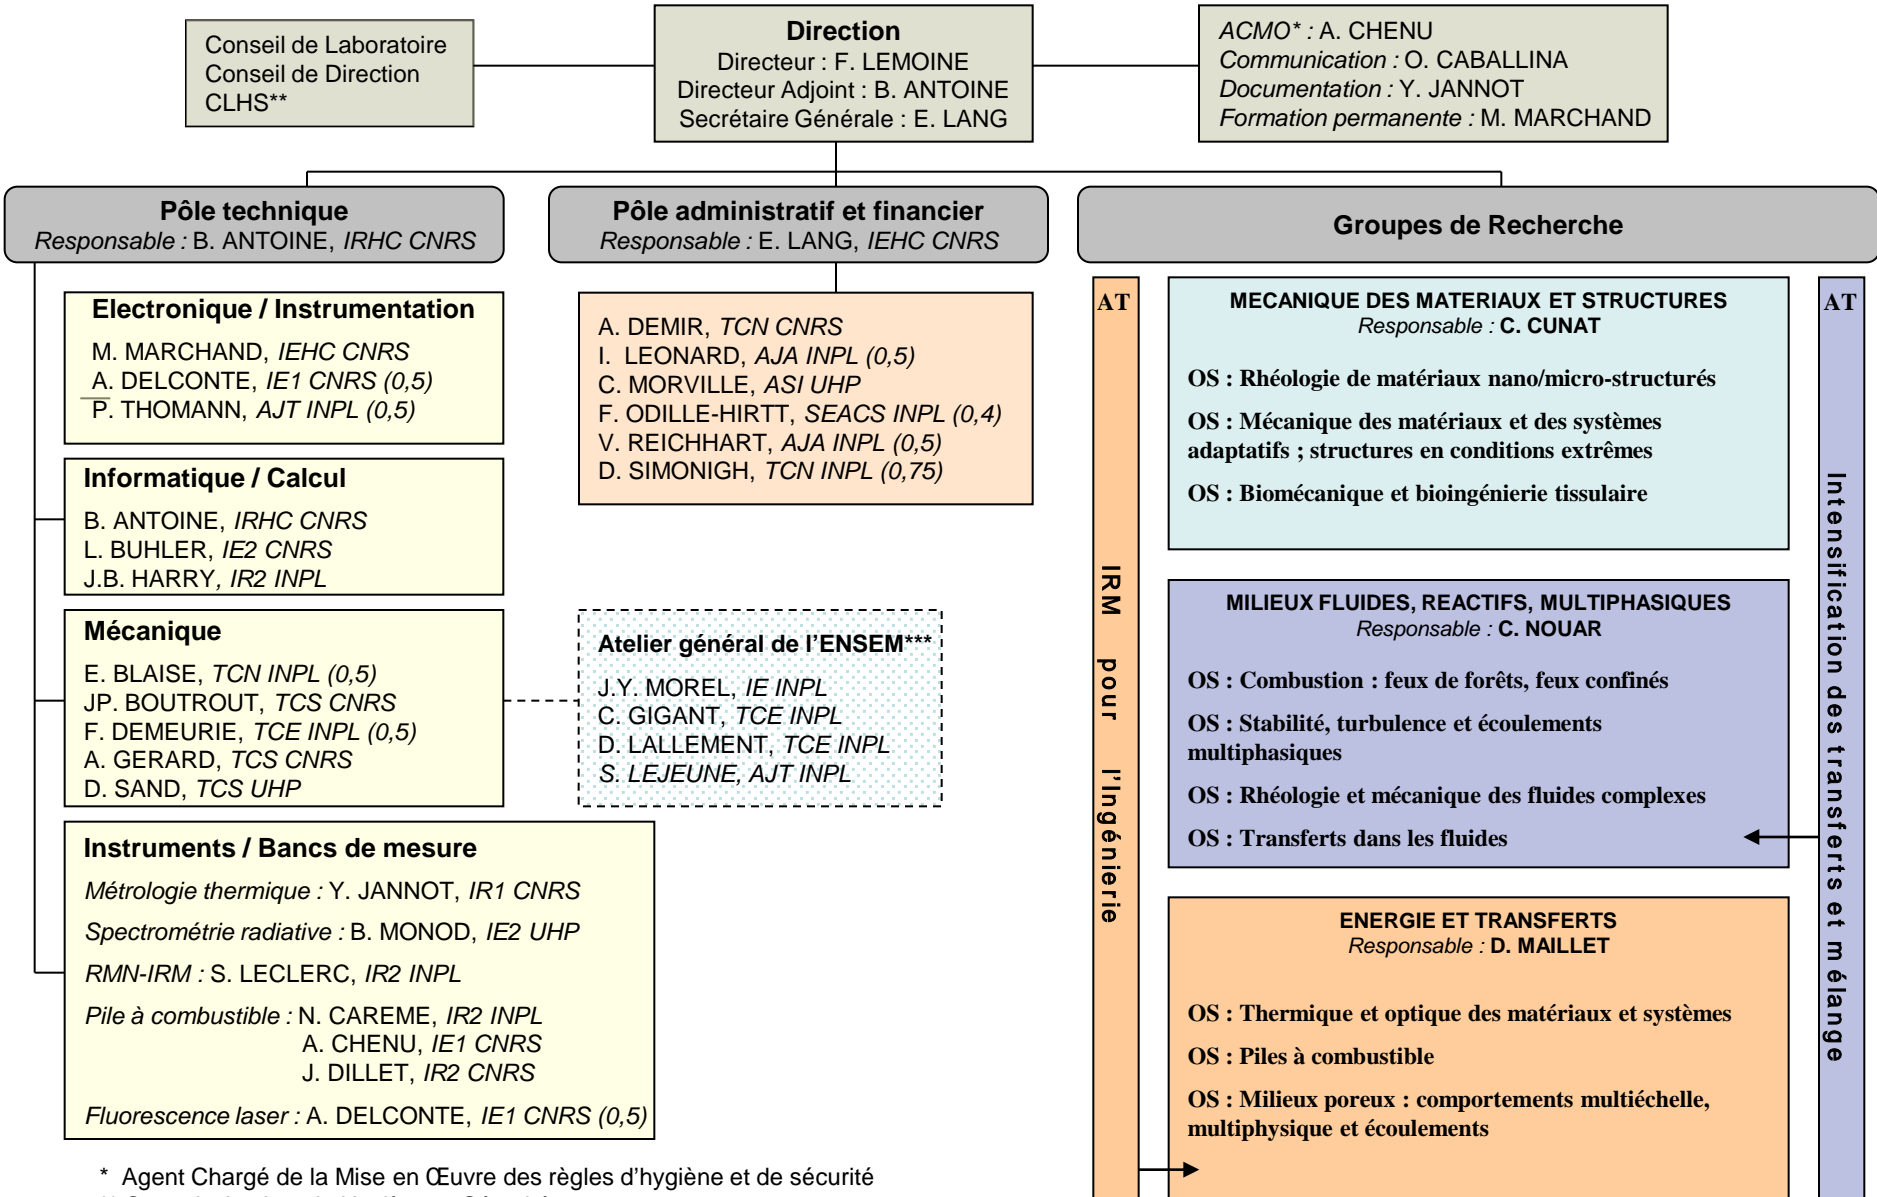 Conseil de Laboratoire
Conseil de Direction
CLHS**
Direction
Directeur : F. LEMOINE
Directeur Adjoint : B. ANTOINE
Secrétaire Générale : E. LANG
ACMO* : A. CHENU
Communication : O. CABALLINA
Documentation : Y. JANNOT
Formation permanente : M. MARCHAND
Pôle technique
Responsable : B. ANTOINE, IRHC CNRS
Pôle administratif et financier
Responsable : E. LANG, IEHC CNRS
Groupes de Recherche
Electronique / Instrumentation
M. MARCHAND, IEHC CNRS
A. DELCONTE, IE1 CNRS (0,5)
P. THOMANN, AJT INPL (0,5)
Informatique / Calcul
B. ANTOINE, IRHC CNRS
L. BUHLER, IE2 CNRS
J.B. HARRY, IR2 INPL
Mécanique
E. BLAISE, TCN INPL (0,5)
JP. BOUTROUT, TCS CNRS
F. DEMEURIE, TCE INPL (0,5)
A. GERARD, TCS CNRS
D. SAND, TCS UHP
Instruments / Bancs de mesure
Métrologie thermique : Y. JANNOT, IR1 CNRS
Spectrométrie radiative : B. MONOD, IE2 UHP
RMN-IRM : S. LECLERC, IR2 INPL
Pile à combustible : N. CAREME, IR2 INPL
A. CHENU, IE1 CNRS
J. DILLET, IR2 CNRS
Fluorescence laser : A. DELCONTE, IE1 CNRS (0,5)
A. DEMIR, TCN CNRS
I. LEONARD, AJA INPL (0,5)
C. MORVILLE, ASI UHP
F. ODILLE-HIRTT, SEACS INPL (0,4)
V. REICHHART, AJA INPL (0,5)
D. SIMONIGH, TCN INPL (0,75)
Atelier général de l’ENSEM***
J.Y. MOREL, IE INPL
C. GIGANT, TCE INPL
D. LALLEMENT, TCE INPL
S. LEJEUNE, AJT INPL
AT
IRM pour l’Ingénierie
MECANIQUE DES MATERIAUX ET STRUCTURES
Responsable : C. CUNAT
OS : Rhéologie de matériaux nano/micro-structurés
OS : Mécanique des matériaux et des systèmes
adaptatifs ; structures en conditions extrêmes
OS : Biomécanique et bioingénierie tissulaire
MILIEUX FLUIDES, REACTIFS, MULTIPHASIQUES
Responsable : C. NOUAR
OS : Combustion : feux de forêts, feux confinés
OS : Stabilité, turbulence et écoulements
multiphasiques
OS : Rhéologie et mécanique des fluides complexes
OS : Transferts dans les fluides
ENERGIE ET TRANSFERTS
Responsable : D. MAILLET
OS : Thermique et optique des matériaux et systèmes
OS : Piles à combustible
OS : Milieux poreux : comportements multiéchelle,
multiphysique et écoulements
AT
Intensification des transferts et mélange
* Agent Chargé de la Mise en Œuvre des règles d’hygiène et de sécurité